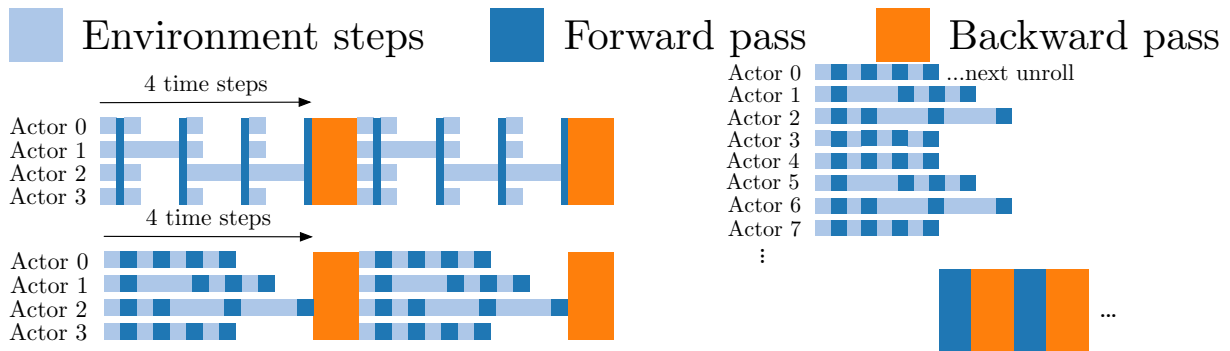 Environment steps
Forward pass
Backward pass
4 time steps
Actor 0
Actor 1
Actor 2
Actor 3
4 time steps
Actor 0
Actor 1
Actor 2
Actor 3
Actor 0
...next unroll
Actor 1
Actor 2
Actor 3
Actor 4
Actor 5
Actor 6
Actor 7
⋮
...